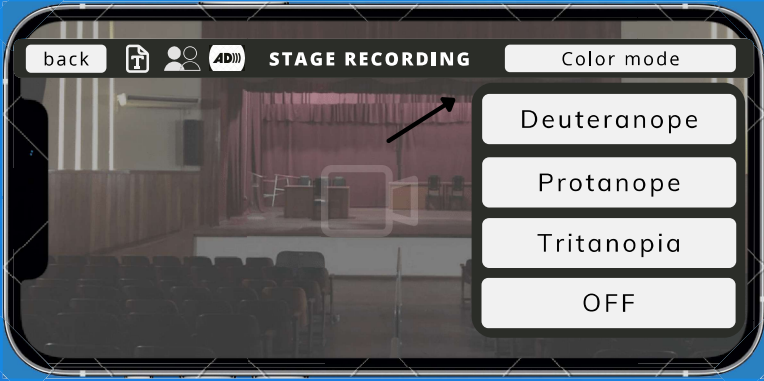 back
T
AD)))
STAGE RECORDING
Color mode
Deuteranope
Protanope
Tritanopia
OFF